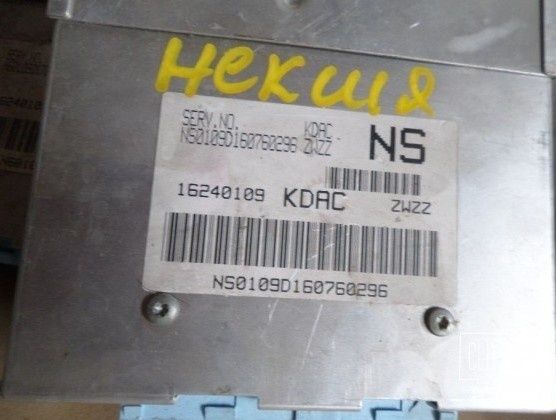 нексия
SERV.NO. KDAC
NS0109D160760296 ZWZZ
NS
16240109 KDAC ZWZZ
NS0109D160760296